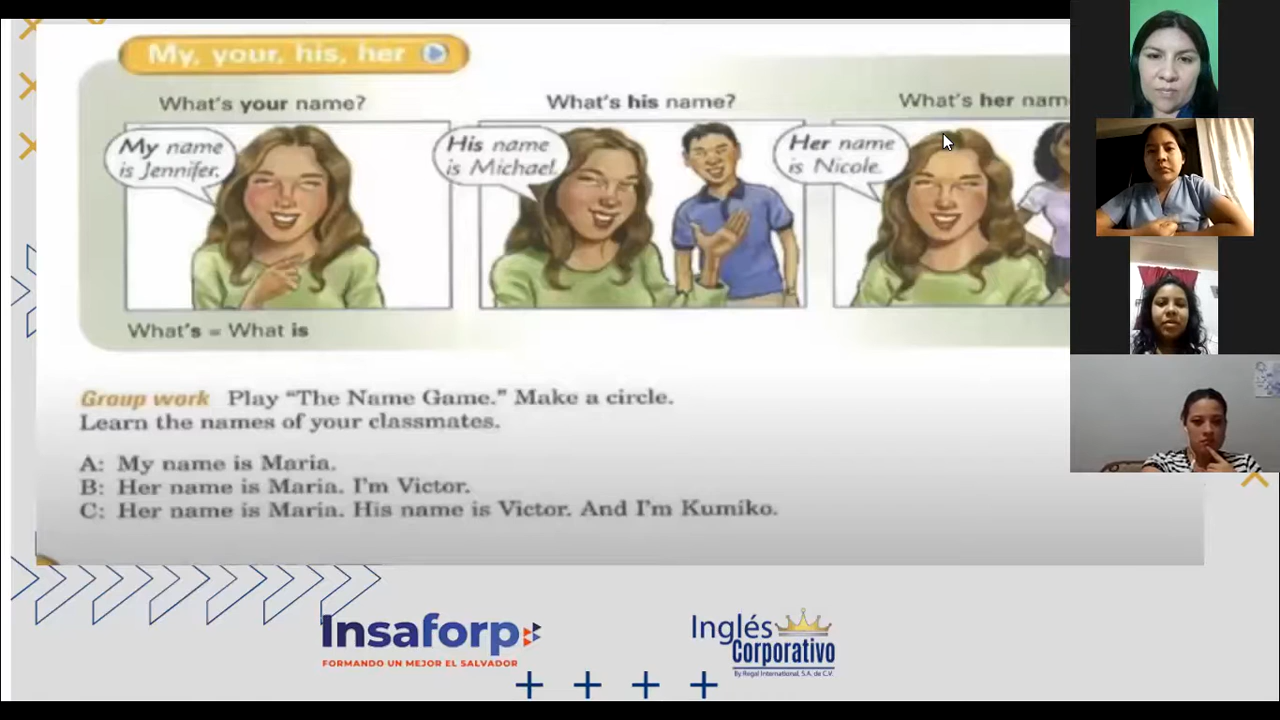 My, your, his, her
What's your name?
What's his name?
What's her nam
My name
is Jennifer.
His name
is Michael.
Her name
is Nicole.
What's = What is
Group work Play “The Name Game.” Make a circle.
Learn the names of your classmates.
A: My name is Maria.
B: Her name is Maria. I'm Victor.
C: Her name is Maria. His name is Victor. And I'm Kumiko.
Insaforp
FORMANDO UN MEJOR EL SALVADOR
Inglés
Corporativo
By Regal International, S.A. de C.V.